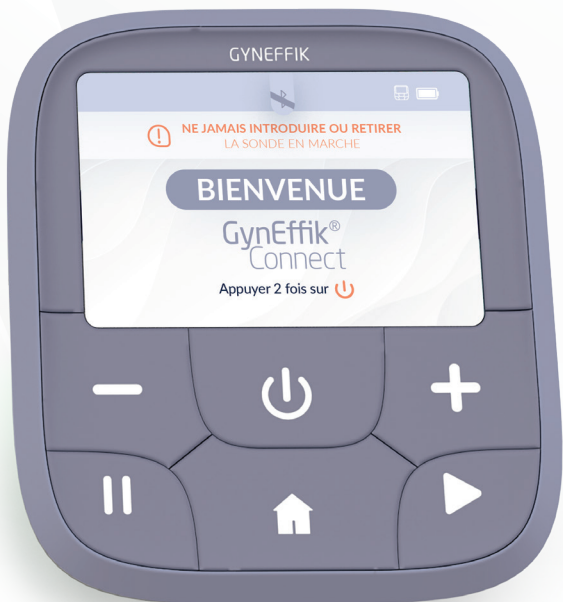 GYNEFFIK
NE JAMAIS INTRODUIRE OU RETIRER
LA SONDE EN MARCHE
BIENVENUE
GynEffik®
Connect
Appuyer 2 fois sur